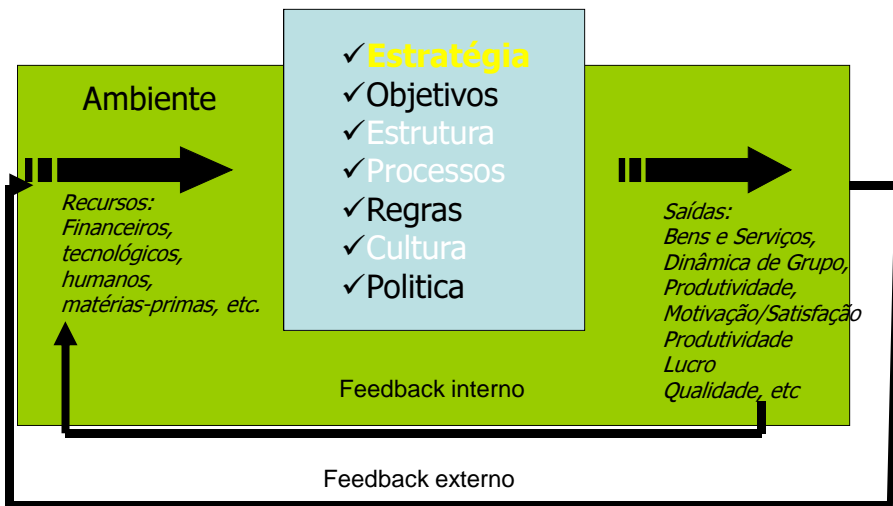 Ambiente
Recursos:
Financeiros,
tecnológicos,
humanos,
matérias-primas, etc.
Estratégia
Objetivos
Estrutura
Processos
Regras
Cultura
Politica
Saídas:
Bens e Serviços,
Dinâmica de Grupo,
Produtividade,
Motivação/Satisfação
Produtividade
Lucro
Qualidade, etc
Feedback interno
Feedback externo